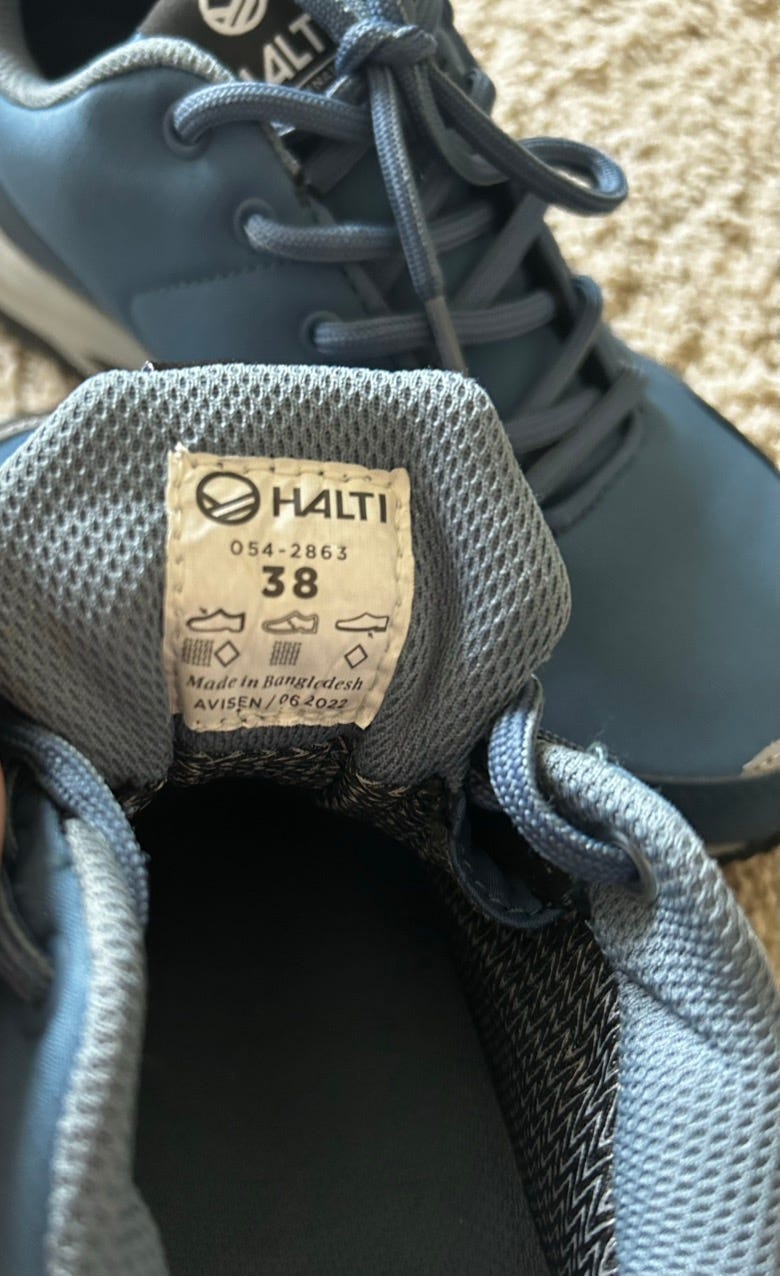 HALTI
HALTI
054-2863
38
Made in Bangladesh
AVISEN / 06 2022